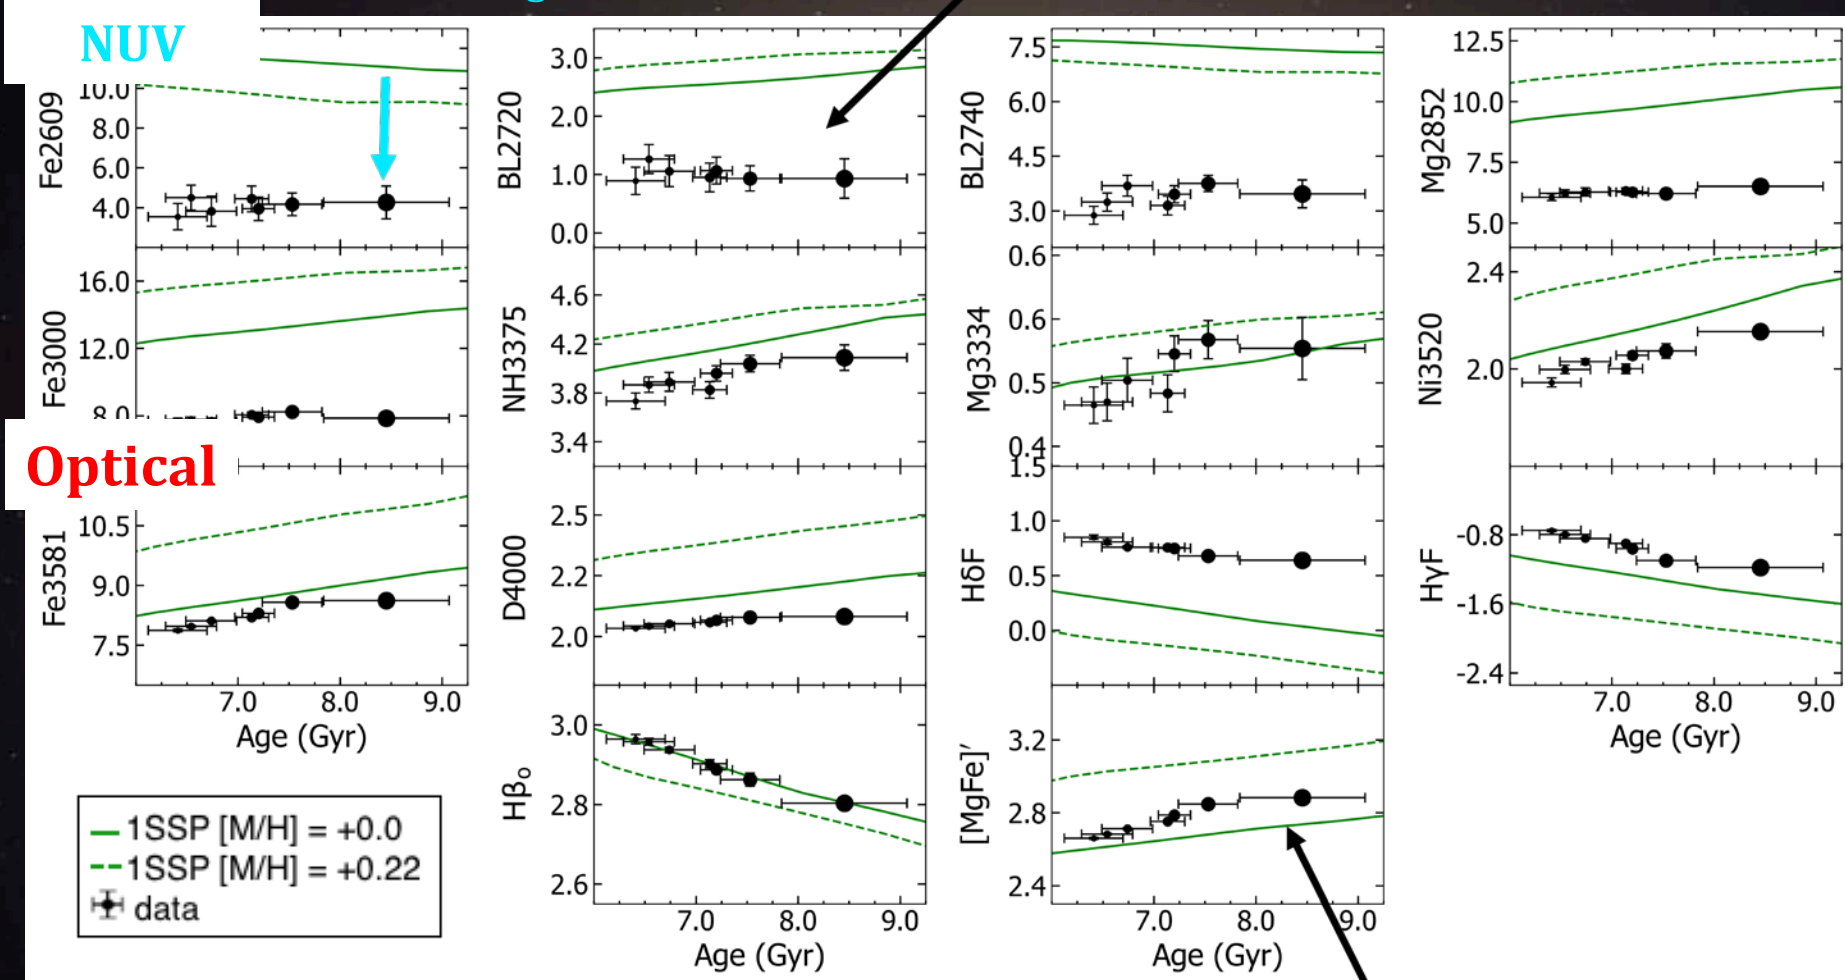 g
NUV
Fe2609
10.0
8.0
6.0
4.0
BL2720
3.0
2.0
1.0
0.0
BL2740
7.5
6.0
4.5
3.0
Mg2852
12.5
10.0
7.5
5.0
Fe3000
16.0
12.0
8.0
NH3375
4.6
4.2
3.8
3.4
Mg3334
0.6
0.6
0.5
0.4
Ni3520
2.4
2.0
Optical
Fe3581
10.5
9.0
7.5
7.0 8.0 9.0
Age (Gyr)
D4000
2.5
2.2
2.0
HδF
1.5
1.0
0.5
0.0
HγF
-0.8
-1.6
-2.4
7.0 8.0 9.0
Age (Gyr)
Hβo
3.0
2.8
2.6
7.0 8.0 9.0
Age (Gyr)
[MgFe]′
3.2
2.8
2.4
7.0 8.0 9.0
Age (Gyr)
1SSP [M/H] = +0.0
1SSP [M/H] = +0.22
data